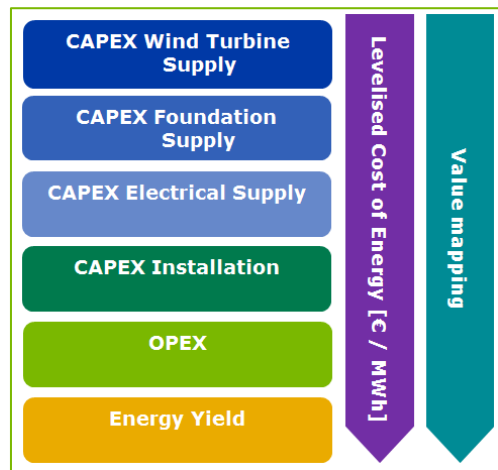 CAPEX Wind Turbine
Supply
CAPEX Foundation
Supply
CAPEX Electrical Supply
CAPEX Installation
OPEX
Energy Yield
Levelised Cost of Energy [€ / MWh]
Value mapping